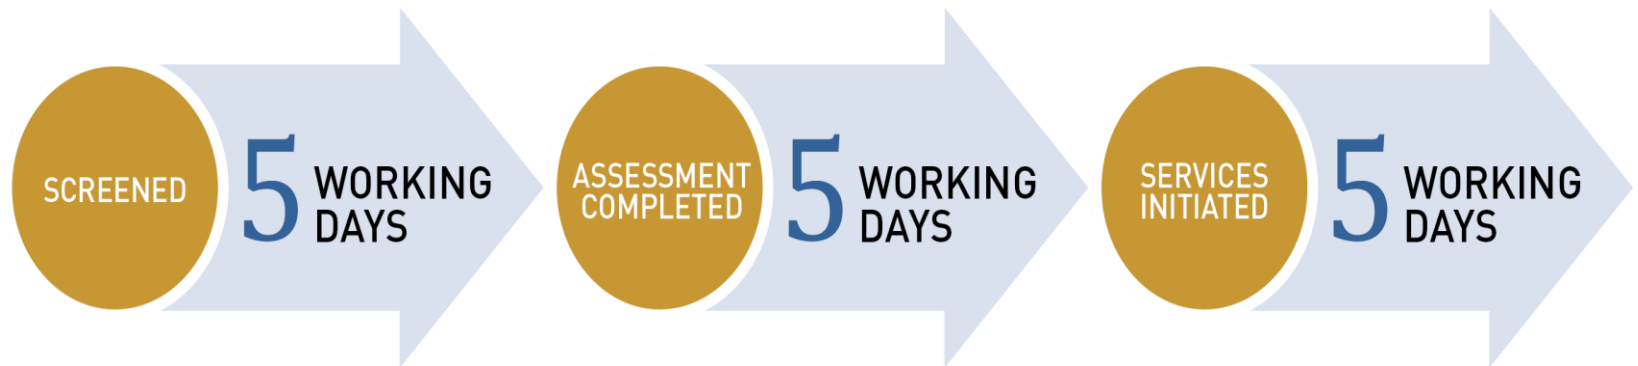 SCREENED
5 WORKING
DAYS
ASSESSMENT
COMPLETED
5 WORKING
DAYS
SERVICES
INITIATED
5 WORKING
DAYS